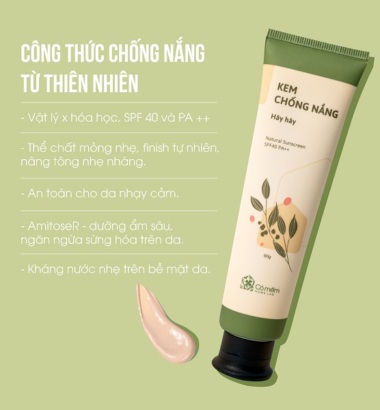 CÔNG THỨC CHỐNG NẮNG
TỪ THIÊN NHIÊN
- Vật lý x hóa học, SPF 40 và PA ++
- Thể chất mỏng nhẹ, finish tự nhiên,
nâng tông nhẹ nhàng.
- An toàn cho da nhạy cảm.
- AmitoseR - dưỡng ẩm sâu,
ngăn ngừa sừng hóa trên da.
- Kháng nước nhẹ trên bề mặt da.
KEM
CHỐNG NẮNG
Hây hây
Natural Sunscreen
SPF40 PA++
Cỏ mềm